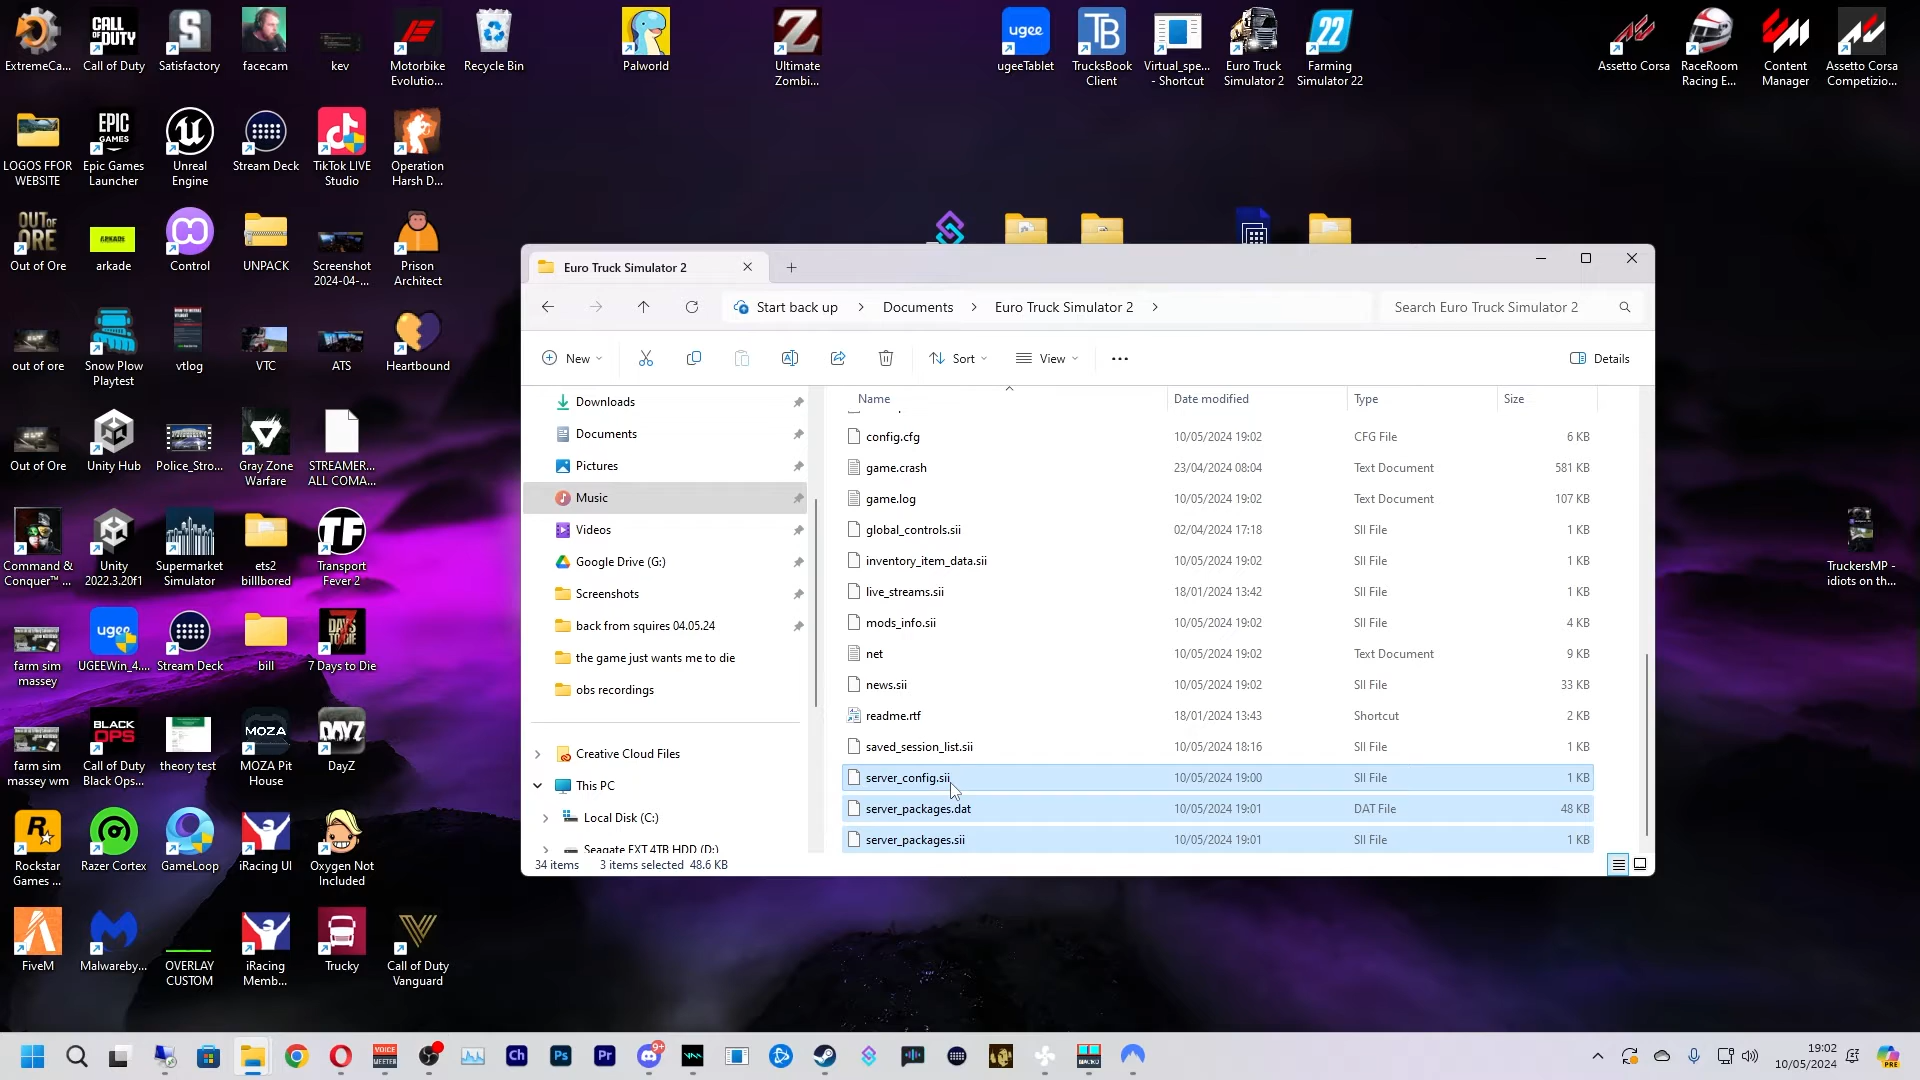 ExtremeCa...
Call of Duty
Satisfactory
facecam
kev
Motorbike
Evolutio...
Recycle Bin
Palworld
Ultimate
Zombi...
ugeeTablet
TrucksBook
Client
Virtual_spe...
- Shortcut
Euro Truck
Simulator 2
Farming
Simulator 22
Assetto Corsa
RaceRoom
Racing E...
Content
Manager
Assetto Corsa
Competizio...
LOGOS FFOR
WEBSITE
Epic Games
Launcher
Unreal
Engine
Stream Deck
TikTok LIVE
Studio
Operation
Harsh D...
Out of Ore
arkade
Control
UNPACK
Screenshot
2024-04-...
Prison
Architect
out of ore
Snow Plow
Playtest
vtlog
VTC
ATS
Heartbound
Out of Ore
Unity Hub
Police_Stro...
Gray Zone
Warfare
STREAMER...
ALL COMA...
Command &
Conquer™ ...
Unity
2022.3.20f1
Supermarket
Simulator
ets2
billlbored
Transport
Fever 2
farm sim
massey
UGEEWin_4....
Stream Deck
bill
7 Days to Die
farm sim
massey wm
Call of Duty
Black Ops...
theory test
MOZA Pit
House
DayZ
Rockstar
Games ...
Razer Cortex
GameLoop
iRacing UI
Oxygen Not
Included
FiveM
Malwareby...
OVERLAY
CUSTOM
iRacing
Memb...
Trucky
Call of Duty
Vanguard
TruckersMP -
idiots on th...
Euro Truck Simulator 2
Start back up
Documents
Euro Truck Simulator 2
Search Euro Truck Simulator 2
New
Sort
View
Details
Downloads
Documents
Pictures
Music
Videos
Google Drive (G:)
Screenshots
back from squires 04.05.24
the game just wants me to die
obs recordings
Creative Cloud Files
This PC
Local Disk (C:)
Seagate EXT 4TB HDD (D:)
Name Date modified Type Size
config.cfg 10/05/2024 19:02 CFG File 6 KB
game.crash 23/04/2024 08:04 Text Document 581 KB
game.log 10/05/2024 19:02 Text Document 107 KB
global_controls.sii 02/04/2024 17:18 SII File 1 KB
inventory_item_data.sii 10/05/2024 19:02 SII File 1 KB
live_streams.sii 18/01/2024 13:42 SII File 1 KB
mods_info.sii 10/05/2024 19:02 SII File 4 KB
net 10/05/2024 19:02 Text Document 9 KB
news.sii 10/05/2024 19:02 SII File 33 KB
readme.rtf 18/01/2024 13:43 Shortcut 2 KB
saved_session_list.sii 10/05/2024 18:16 SII File 1 KB
server_config.sii 10/05/2024 19:00 SII File 1 KB
server_packages.dat 10/05/2024 19:01 DAT File 48 KB
server_packages.sii 10/05/2024 19:01 SII File 1 KB
34 items 3 items selected 48.6 KB
19:02
10/05/2024